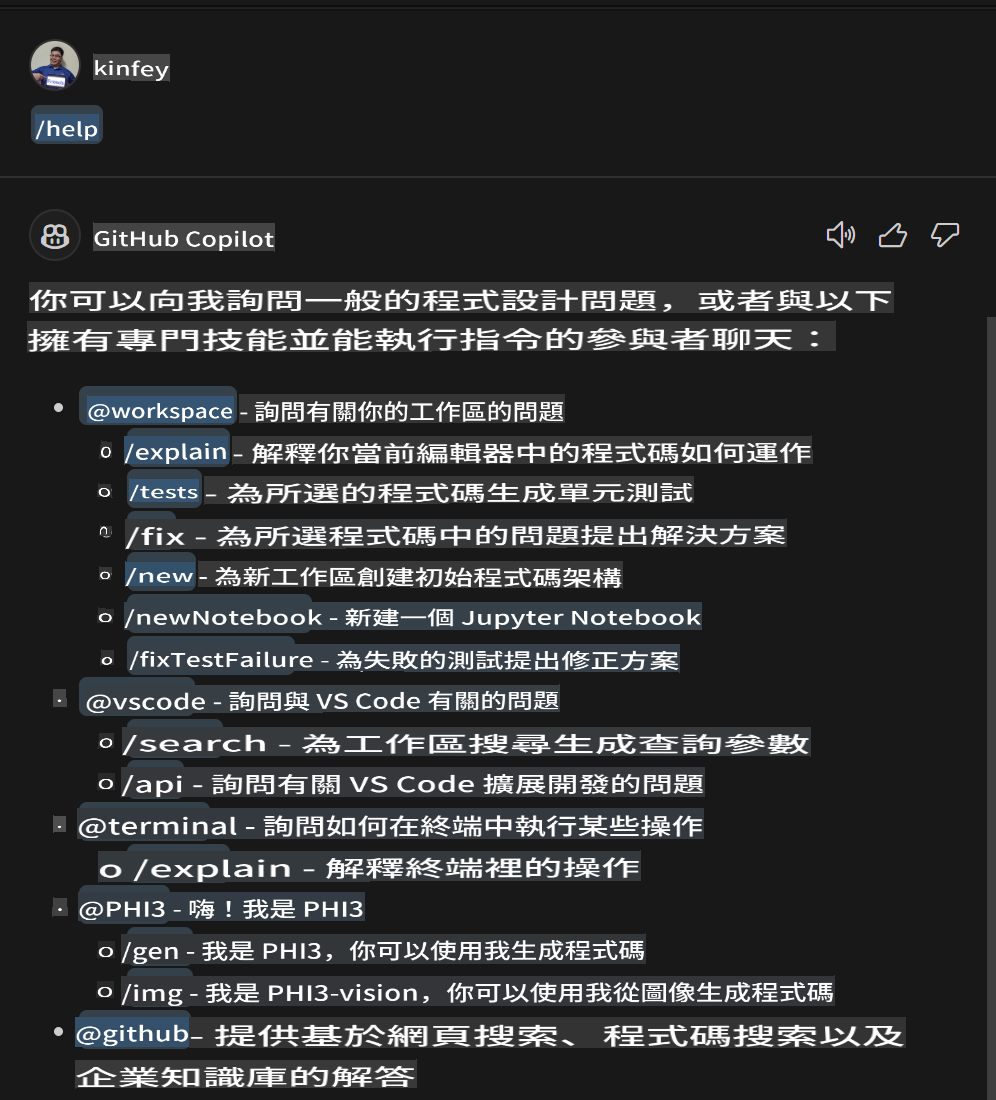 kinfey
/help
GitHub Copilot
你可以向我詢問一般的程式設計問題，或者與以下
擁有專門技能並能執行指令的參與者聊天：
• @workspace - 詢問有關你的工作區的問題
o /explain - 解釋你當前編輯器中的程式碼如何運作
o /tests - 為所選的程式碼生成單元測試
o /fix - 為所選程式碼中的問題提出解決方案
o /new - 為新工作區創建初始程式碼架構
o /newNotebook - 新建一個 Jupyter Notebook
o /fixTestFailure - 為失敗的測試提出修正方案
· @vscode - 詢問與 VS Code 有關的問題
o /search - 為工作區搜尋生成查詢參數
o /api - 詢問有關 VS Code 擴展開發的問題
· @terminal - 詢問如何在終端中執行某些操作
o /explain - 解釋終端裡的操作
· @PHI3 - 嗨！我是 PHI3
o /gen - 我是 PHI3，你可以使用我生成程式碼
o /img - 我是 PHI3-vision，你可以使用我從圖像生成程式碼
• @github- 提供基於網頁搜索、程式碼搜索以及
企業知識庫的解答